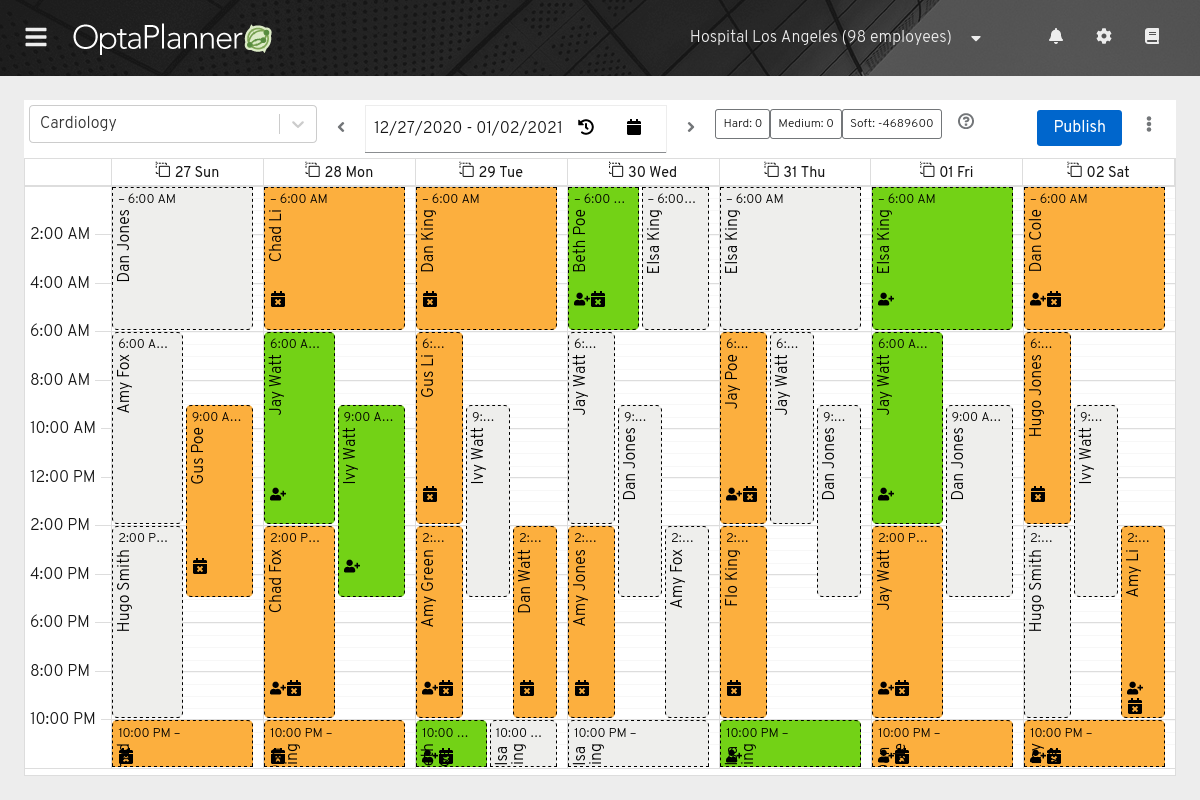 OptaPlanner
Hospital Los Angeles (98 employees)
Cardiology
12/27/2020 - 01/02/2021
Hard: 0
Medium: 0
Soft: -4689600
Publish
27 Sun
28 Mon
29 Tue
30 Wed
31 Thu
01 Fri
02 Sat
2:00 AM
4:00 AM
6:00 AM
8:00 AM
10:00 AM
12:00 PM
2:00 PM
4:00 PM
6:00 PM
8:00 PM
10:00 PM
– 6:00 AM
Dan Jones
6:00 A...
Amy Fox
9:00 A...
Gus Poe
2:00 P...
Hugo Smith
10:00 PM –
– 6:00 AM
Chad Li
6:00 A...
Jay Watt
9:00 A...
Ivy Watt
2:00 P...
Chad Fox
10:00 PM –
ing
– 6:00 AM
Dan King
6:...
Gus Li
9:...
Ivy Watt
2:...
Amy Green
2:...
Dan Watt
10:00 ...
10:00 ...
lsa
ing
– 6:00 ...
Beth Poe
– 6:00...
Elsa King
6:...
Jay Watt
9:...
Dan Jones
2:...
Amy Jones
2:...
Amy Fox
10:00 PM –
lsa
ing
– 6:00 AM
Elsa King
6:...
Jay Poe
6:...
Jay Watt
9:...
Dan Jones
2:...
Flo King
10:00 PM –
ing
– 6:00 AM
Elsa King
6:00 A...
Jay Watt
9:00 A...
Dan Jones
2:00 P...
Jay Watt
10:00 PM –
– 6:00 AM
Dan Cole
6:...
Hugo Jones
9:...
Ivy Watt
2:...
Hugo Smith
2:...
Amy Li
10:00 PM –
ing